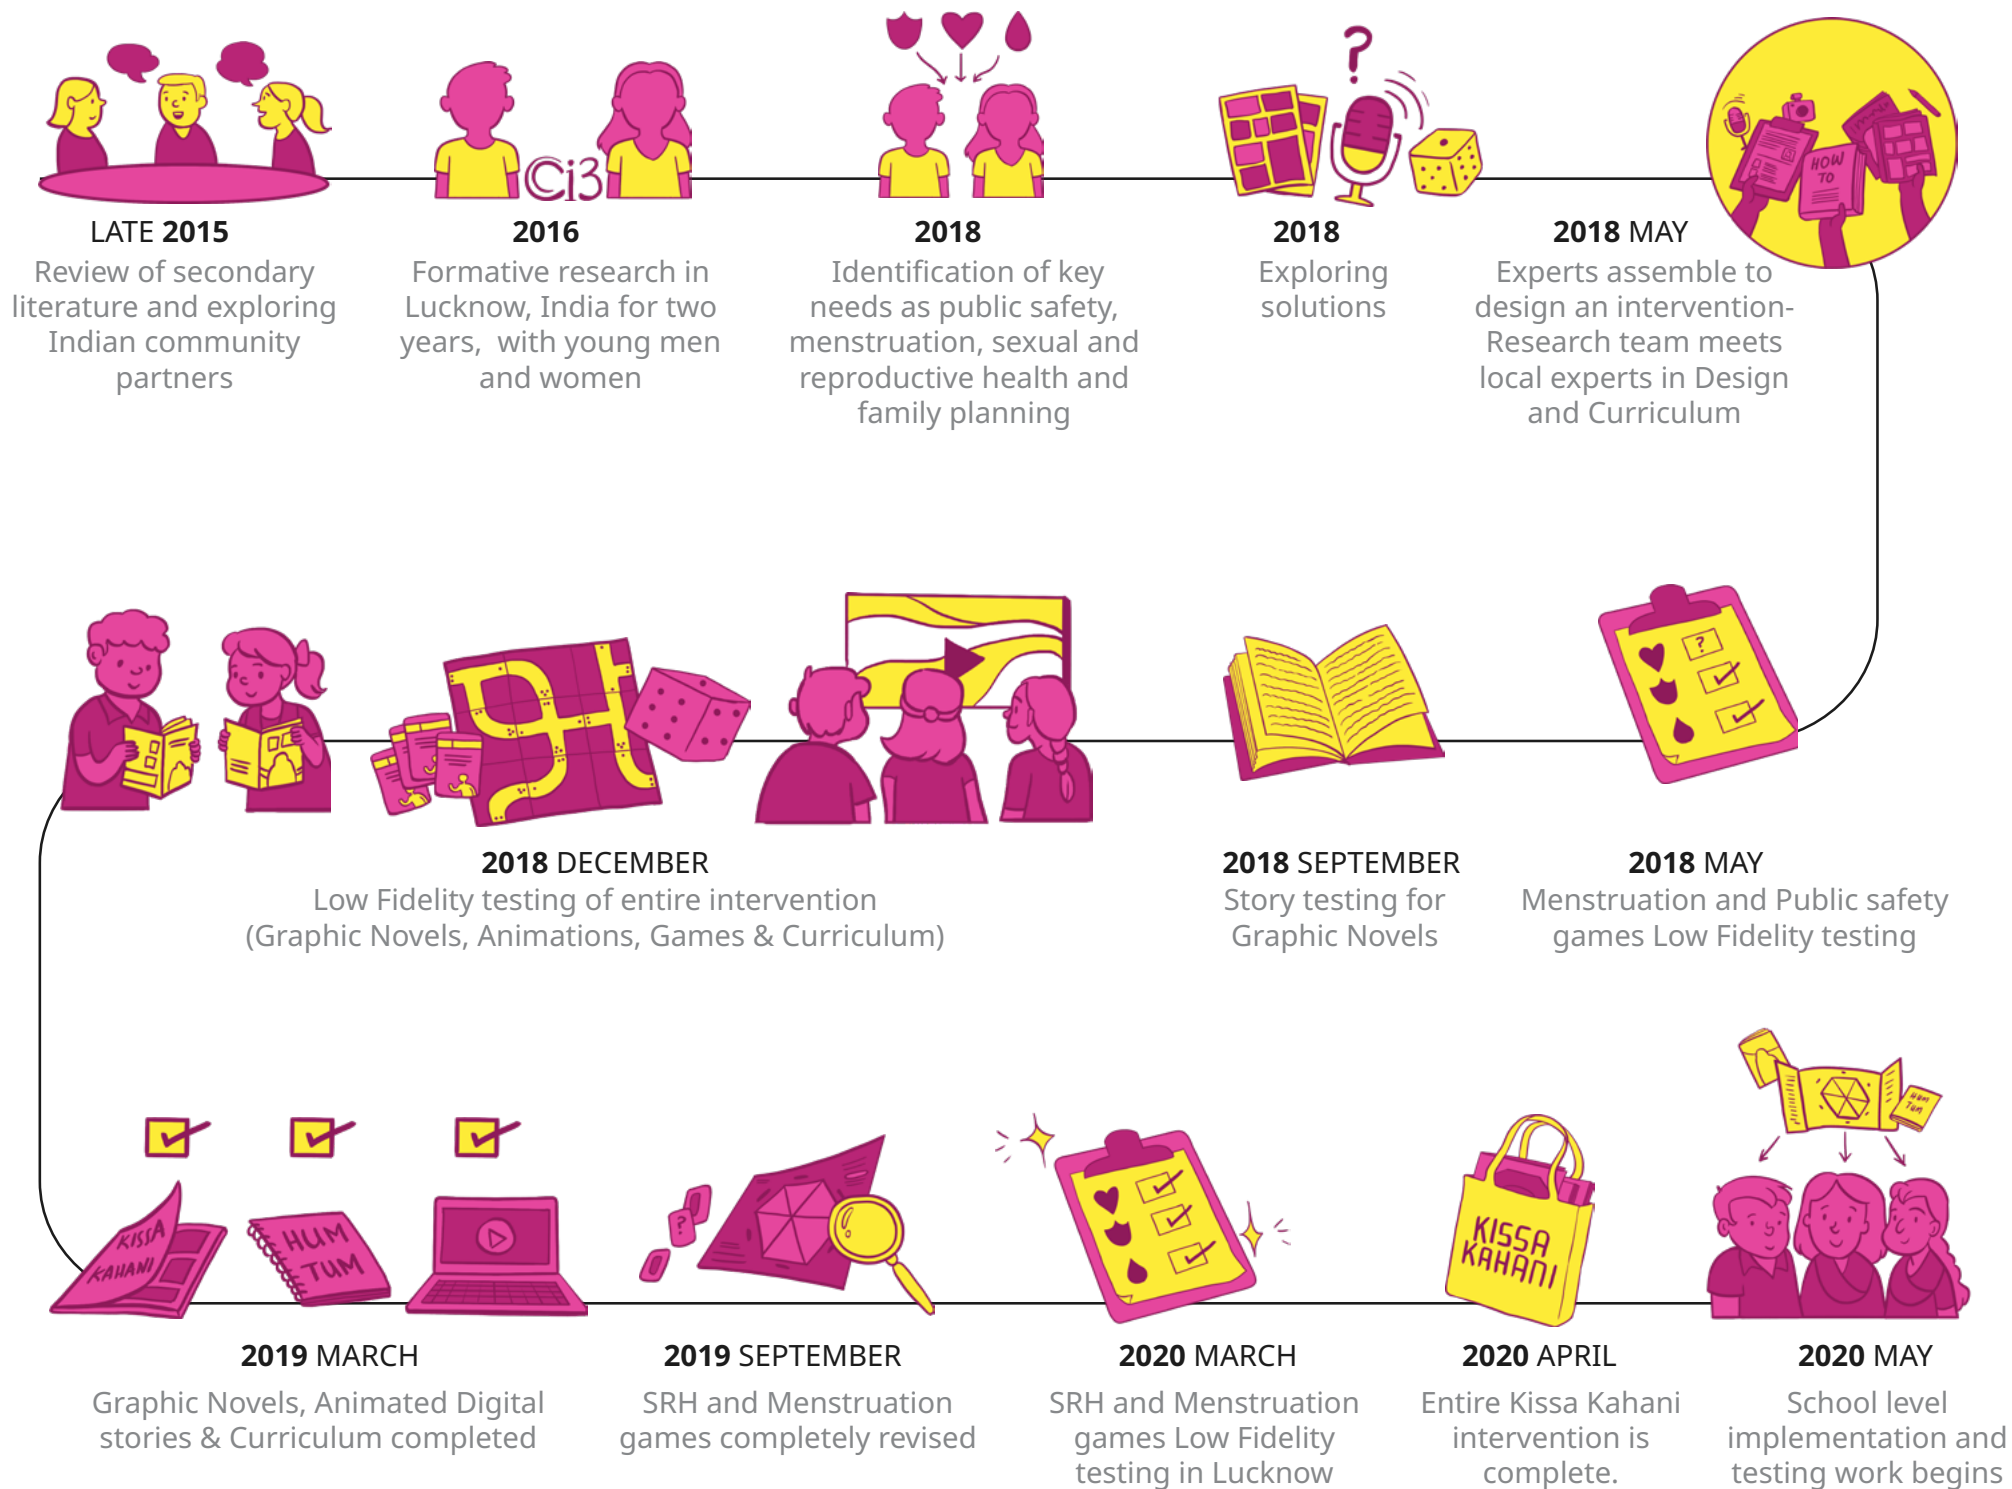 Ci3
HOW
TO
LATE 2015
Review of secondary
literature and exploring
Indian community
partners
2016
Formative research in
Lucknow, India for two
years,  with young men
and women
2018
Identification of key
needs as public safety,
menstruation, sexual and
reproductive health and
family planning
?
2018
Exploring
solutions
2018 MAY
Experts assemble to
design an intervention-
Research team meets
local experts in Design
and Curriculum
?
2018 MAY
Menstruation and Public safety
games Low Fidelity testing
2018 SEPTEMBER
Story testing for
Graphic Novels
2018 DECEMBER
Low Fidelity testing of entire intervention
(Graphic Novels, Animations, Games & Curriculum)
KISSA
KAHANI
HUM
TUM
2019 MARCH
Graphic Novels, Animated Digital
stories & Curriculum completed
?
2019 SEPTEMBER
SRH and Menstruation
games completely revised
2020 MARCH
SRH and Menstruation
games Low Fidelity
testing in Lucknow
KISSA
KAHANI
2020 APRIL
Entire Kissa Kahani
intervention is
complete.
HUM
TUM
2020 MAY
School level
implementation and
testing work begins